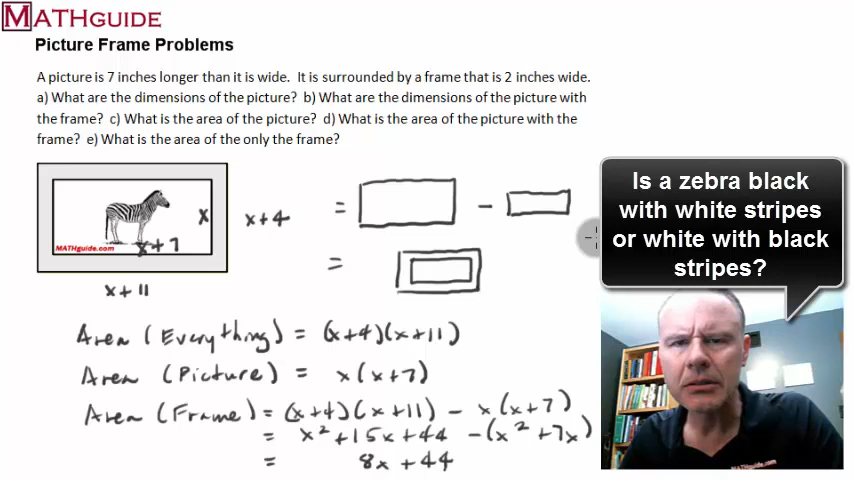 MATHGUIDE
Picture Frame Problems
A picture is 7 inches longer than it is wide. It is surrounded by a frame that is 2 inches wide.
a) What are the dimensions of the picture? b) What are the dimensions of the picture with
the frame? c) What is the area of the picture? d) What is the area of the picture with the
frame? e) What is the area of the only the frame?
Is a zebra black
with white stripes
or white with black
stripes?
x
x+4
= −
MATHguide.com
x+7
=
x+11
Area (Everything) = (x+4)(x+11)
Area (Picture) = x(x+7)
Area (Frame) = (x+4)(x+11) − x(x+7)
= x² +15x+44 −(x² +7x)
= 8x+44
MATHguide.com